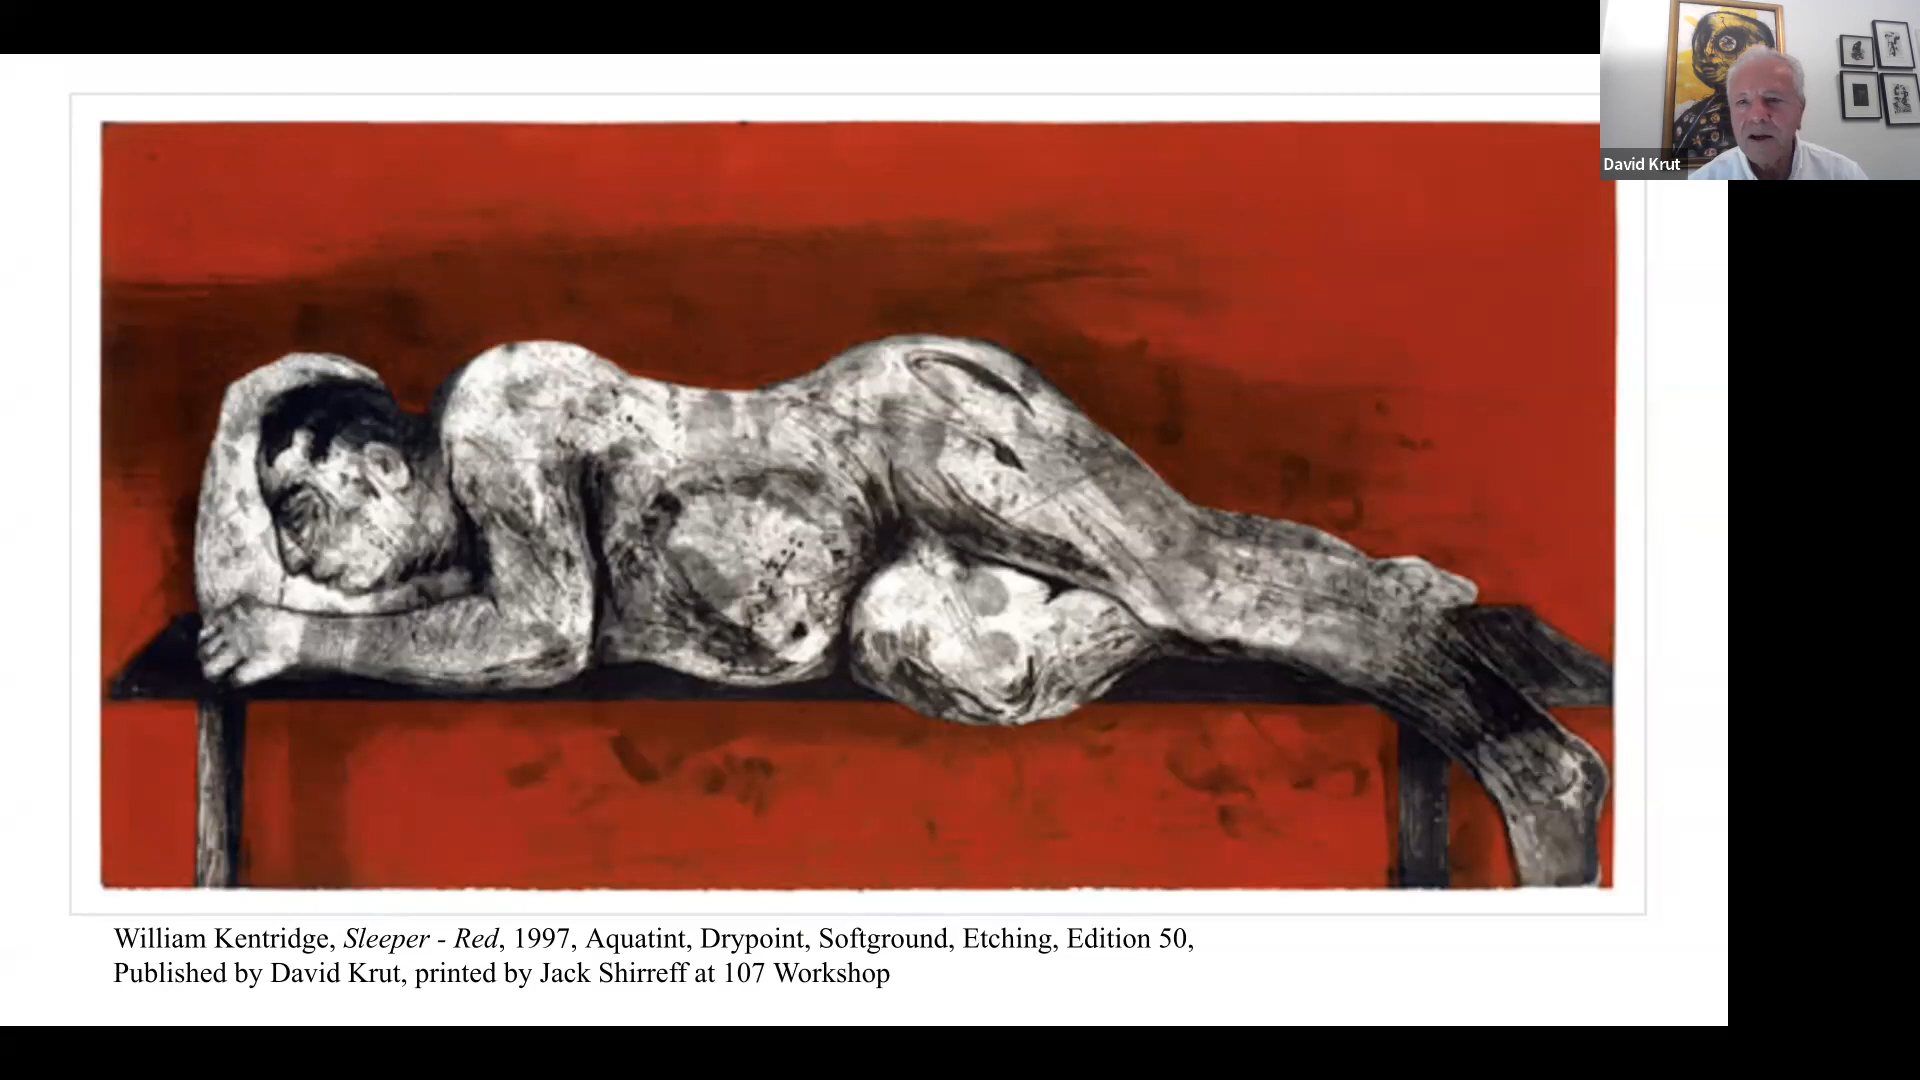 David Krut
William Kentridge, Sleeper - Red, 1997, Aquatint, Drypoint, Softground, Etching, Edition 50,
Published by David Krut, printed by Jack Shirreff at 107 Workshop